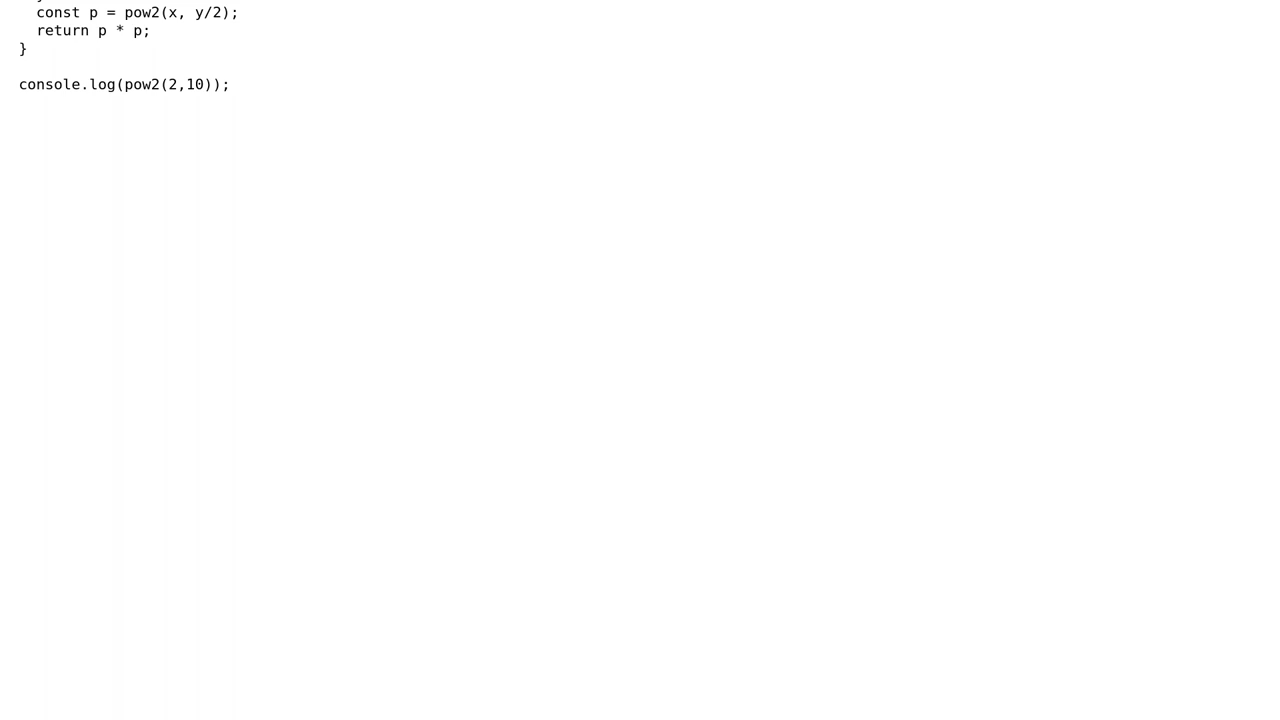 const p = pow2(x, y/2);
return p * p;
}
console.log(pow2(2,10));